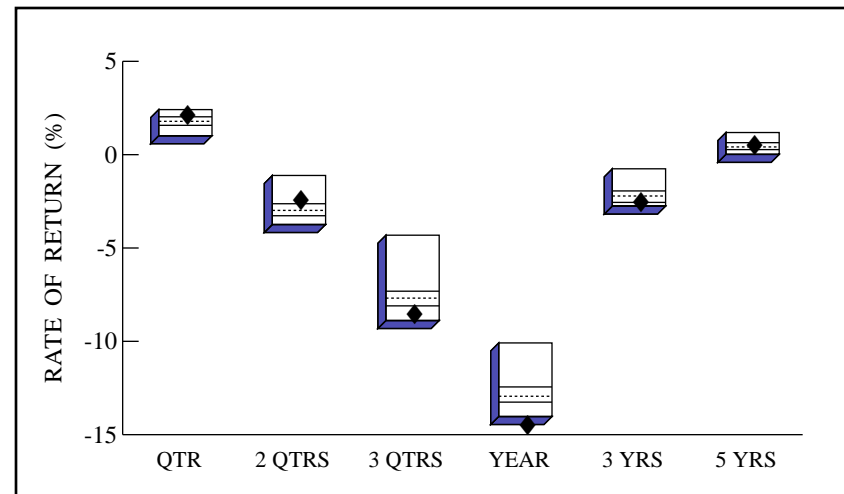 RATE OF RETURN (%)
5
0
-5
-10
-15
QTR 2 QTRS 3 QTRS YEAR 3 YRS 5 YRS